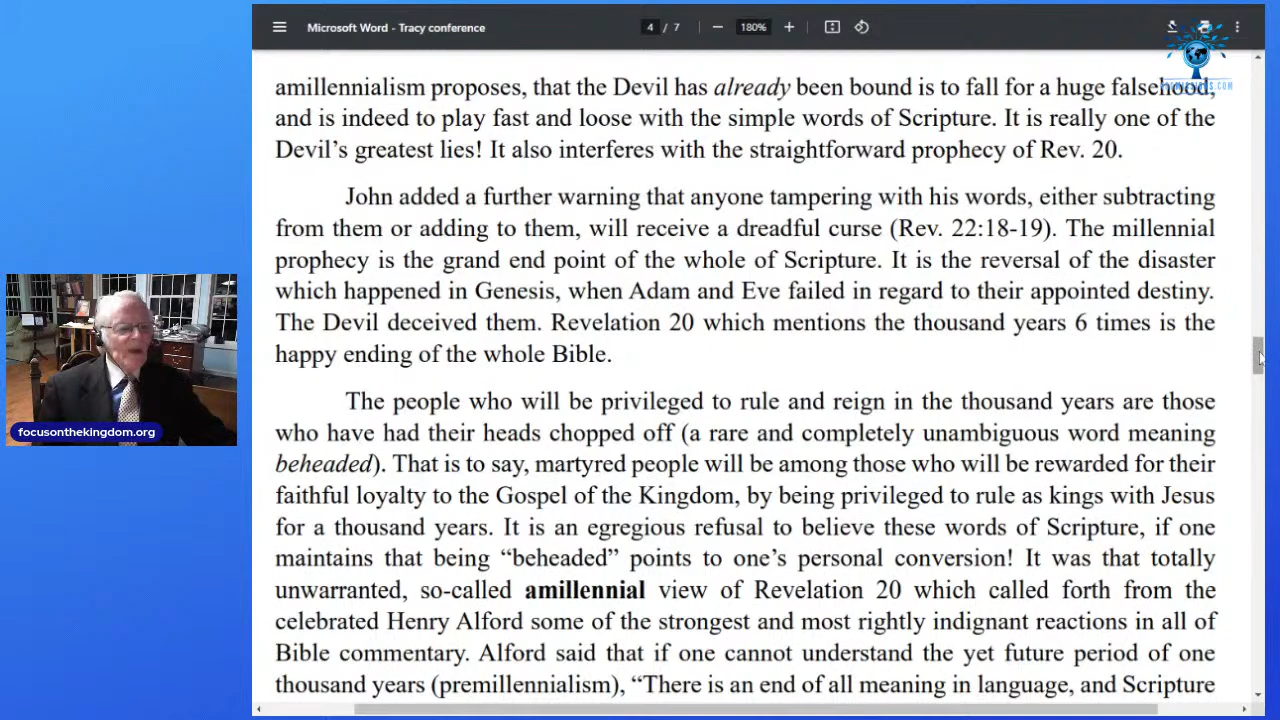 Microsoft Word - Tracy conference
4 / 7
180%
amillennialism proposes, that the Devil has already been bound is to fall for a huge falsehood,
and is indeed to play fast and loose with the simple words of Scripture. It is really one of the
Devil’s greatest lies! It also interferes with the straightforward prophecy of Rev. 20.
John added a further warning that anyone tampering with his words, either subtracting
from them or adding to them, will receive a dreadful curse (Rev. 22:18-19). The millennial
prophecy is the grand end point of the whole of Scripture. It is the reversal of the disaster
which happened in Genesis, when Adam and Eve failed in regard to their appointed destiny.
The Devil deceived them. Revelation 20 which mentions the thousand years 6 times is the
happy ending of the whole Bible.
The people who will be privileged to rule and reign in the thousand years are those
who have had their heads chopped off (a rare and completely unambiguous word meaning
beheaded). That is to say, martyred people will be among those who will be rewarded for their
faithful loyalty to the Gospel of the Kingdom, by being privileged to rule as kings with Jesus
for a thousand years. It is an egregious refusal to believe these words of Scripture, if one
maintains that being “beheaded” points to one’s personal conversion! It was that totally
unwarranted, so-called amillennial view of Revelation 20 which called forth from the
celebrated Henry Alford some of the strongest and most rightly indignant reactions in all of
Bible commentary. Alford said that if one cannot understand the yet future period of one
thousand years (premillennialism), “There is an end of all meaning in language, and Scripture
focusonthekingdom.org